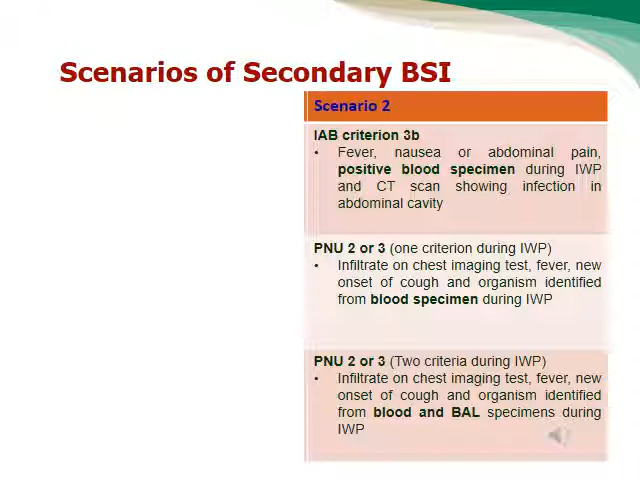 Scenarios of Secondary BSI
Scenario 2
IAB criterion 3b
• Fever, nausea or abdominal pain,
positive blood specimen during IWP
and CT scan showing infection in
abdominal cavity
PNU 2 or 3 (one criterion during IWP)
• Infiltrate on chest imaging test, fever, new
onset of cough and organism identified
from blood specimen during IWP
PNU 2 or 3 (Two criteria during IWP)
• Infiltrate on chest imaging test, fever, new
onset of cough and organism identified
from blood and BAL specimens during
IWP